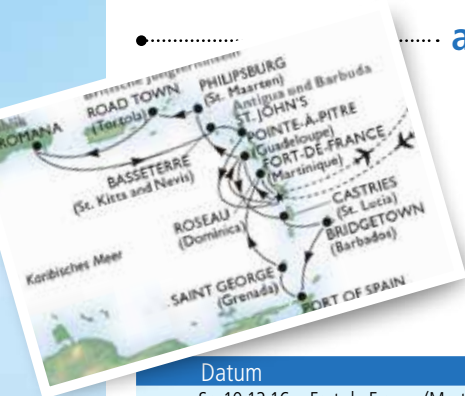 a
Britische Jungferninseln
PHILIPSBURG
(St. Maarten)
ROAD TOWN
(Tortola)
Antigua und Barbuda
ST. JOHN'S
ROMANA
POINTE-À-PITRE
(Guadeloupe)
FORT-DE-FRANCE
(Martinique)
BASSETERRE
(St. Kitts and Nevis)
CASTRIES
(St. Lucia)
ROSEAU
(Dominica)
BRIDGETOWN
(Barbados)
Karibisches Meer
SAINT GEORGE
(Grenada)
PORT OF SPAIN
Datum